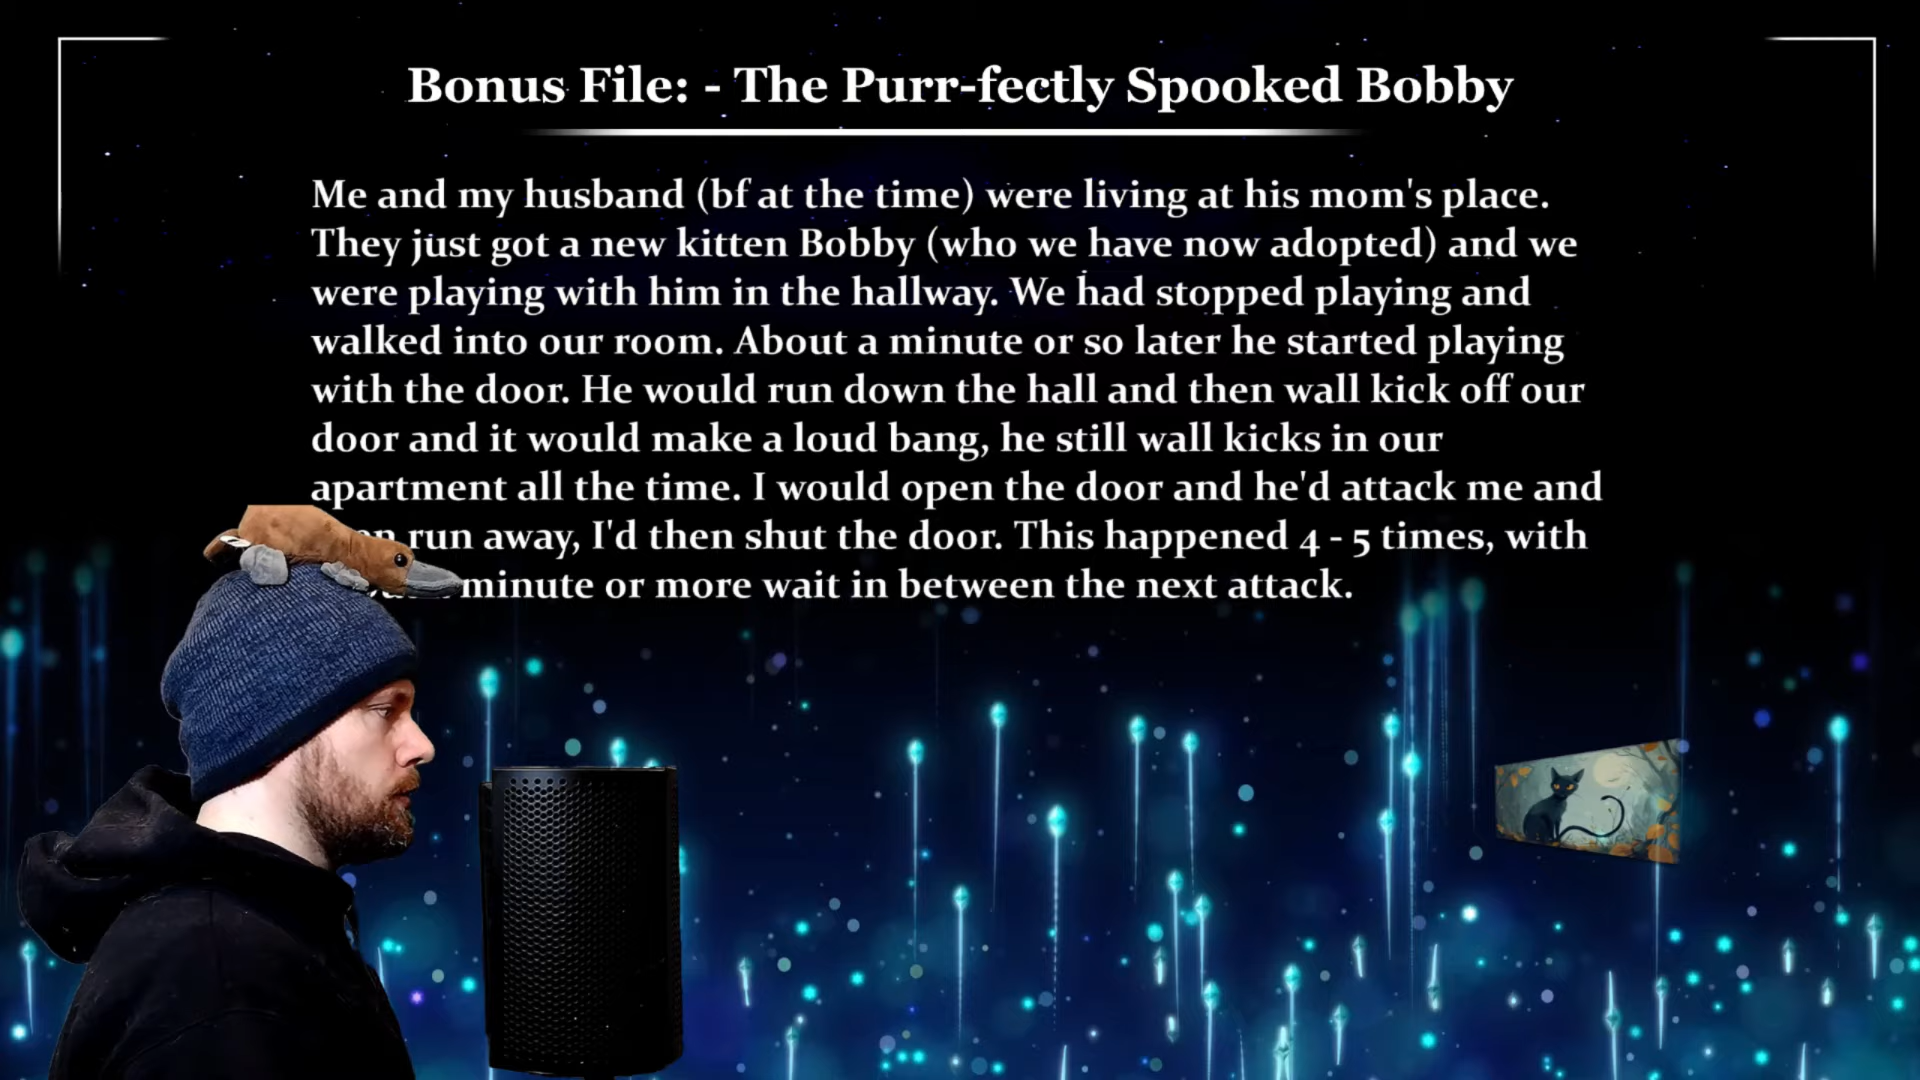 Bonus File: - The Purr-fectly Spooked Bobby
Me and my husband (bf at the time) were living at his mom's place.
They just got a new kitten Bobby (who we have now adopted) and we
were playing with him in the hallway. We had stopped playing and
walked into our room. About a minute or so later he started playing
with the door. He would run down the hall and then wall kick off our
door and it would make a loud bang, he still wall kicks in our
apartment all the time. I would open the door and he'd attack me and
run away, I'd then shut the door. This happened 4 - 5 times, with
minute or more wait in between the next attack.